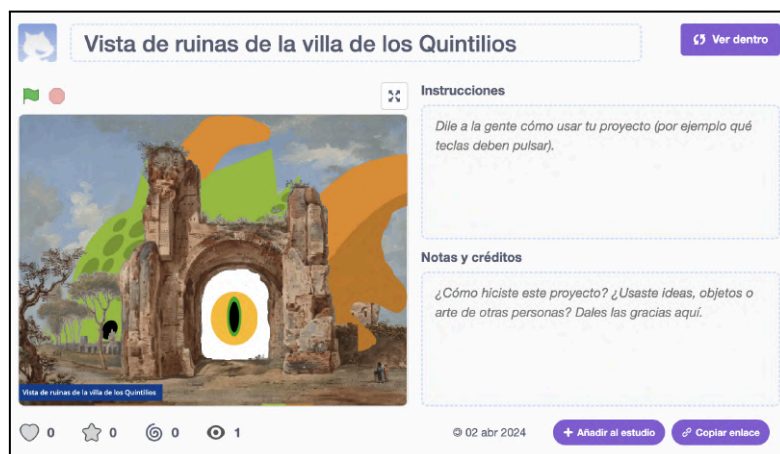 Vista de ruinas de la villa de los Quintilios
Ver dentro
Instrucciones
Dile a la gente cómo usar tu proyecto (por ejemplo qué
teclas deben pulsar).
Notas y créditos
¿Cómo hiciste este proyecto? ¿Usaste ideas, objetos o
arte de otras personas? Dales las gracias aquí.
Vista de ruinas de la villa de los Quintilios
0
0
0
1
© 02 abr 2024
+ Añadir al estudio
Copiar enlace